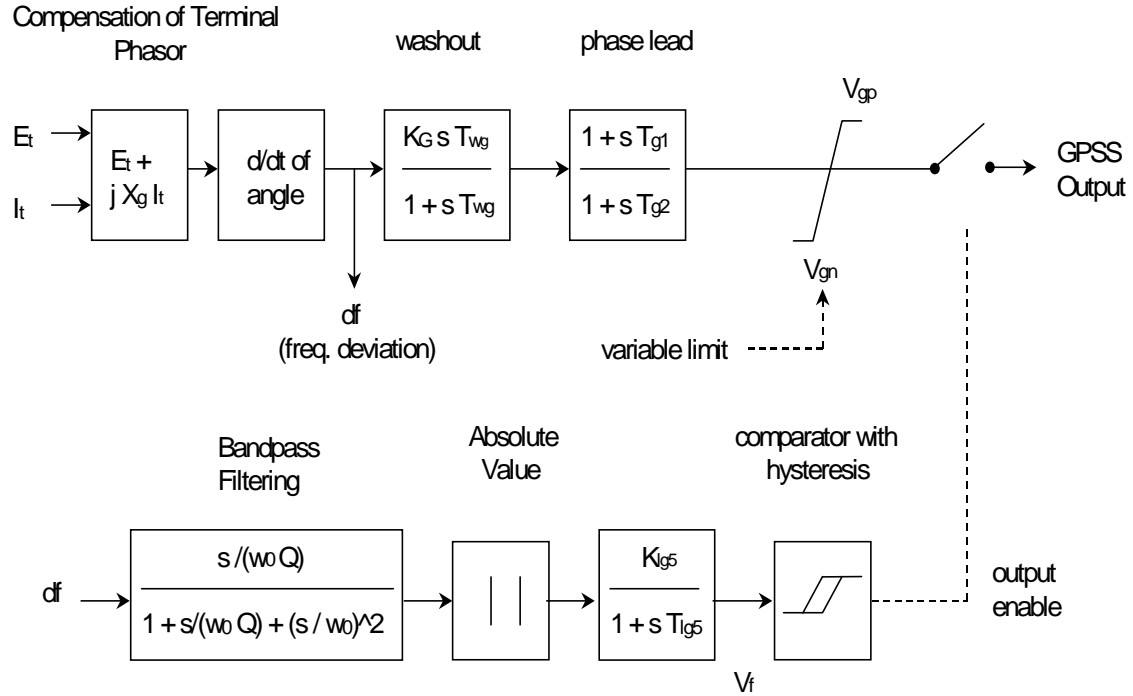 Compensation of Terminal
Phasor
washout
phase lead
Et
It
Et +
j Xg It
d/dt of
angle
KG s Twg
1 + s Twg
1 + s Tg1
1 + s Tg2
Vgp
Vgn
GPSS
Output
df
(freq. deviation)
variable limit
Bandpass
Filtering
Absolute
Value
comparator with
hysteresis
df
s /(w0 Q)
1 + s/(w0 Q) + (s / w0)^2
| |
Klg5
1 + s Tlg5
Vf
output
enable